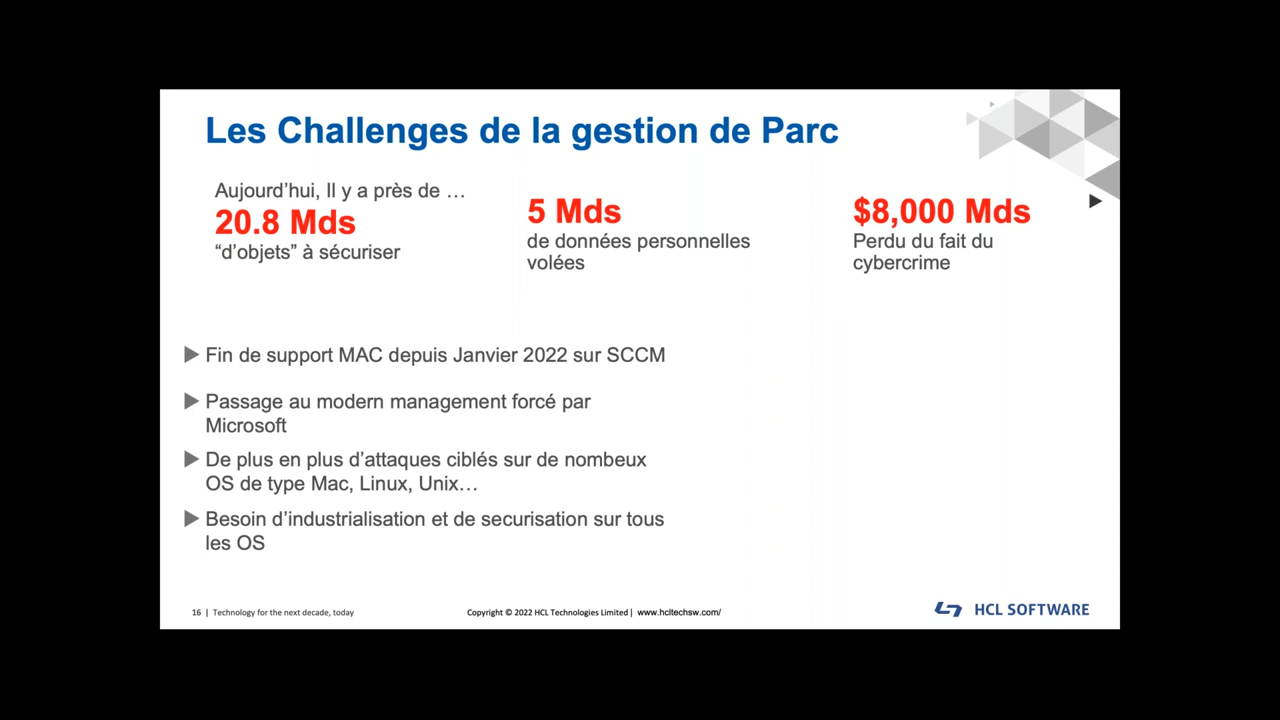 Les Challenges de la gestion de Parc
Aujourd’hui, Il y a près de …
20.8 Mds
“d’objets” à sécuriser
5 Mds
de données personnelles
volées
$8,000 Mds
Perdu du fait du
cybercrime
Fin de support MAC depuis Janvier 2022 sur SCCM
Passage au modern management forcé par
Microsoft
De plus en plus d’attaques ciblés sur de nombeux
OS de type Mac, Linux, Unix…
Besoin d’industrialisation et de securisation sur tous
les OS
16 | Technology for the next decade, today
Copyright © 2022 HCL Technologies Limited | www.hcltechsw.com/
HCL SOFTWARE